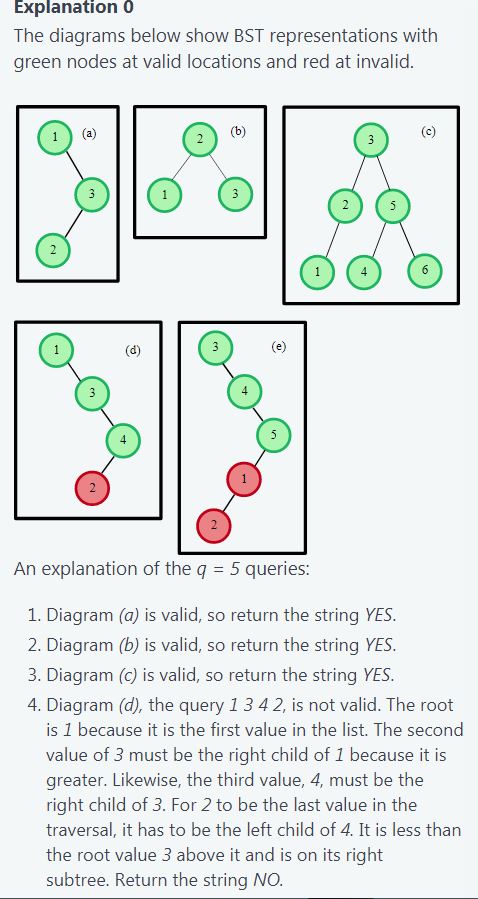 Explanation 0
The diagrams below show BST representations with
green nodes at valid locations and red at invalid.
1 (a)
3
2
2 (b)
1 3
3 (c)
2 5
1 4 6
1 (d)
3
4
2
3 (e)
4
5
1
2
An explanation of the q = 5 queries:
1. Diagram (a) is valid, so return the string YES.
2. Diagram (b) is valid, so return the string YES.
3. Diagram (c) is valid, so return the string YES.
4. Diagram (d), the query 1 3 4 2, is not valid. The root
is 1 because it is the first value in the list. The second
value of 3 must be the right child of 1 because it is
greater. Likewise, the third value, 4, must be the
right child of 3. For 2 to be the last value in the
traversal, it has to be the left child of 4. It is less than
the root value 3 above it and is on its right
subtree. Return the string NO.